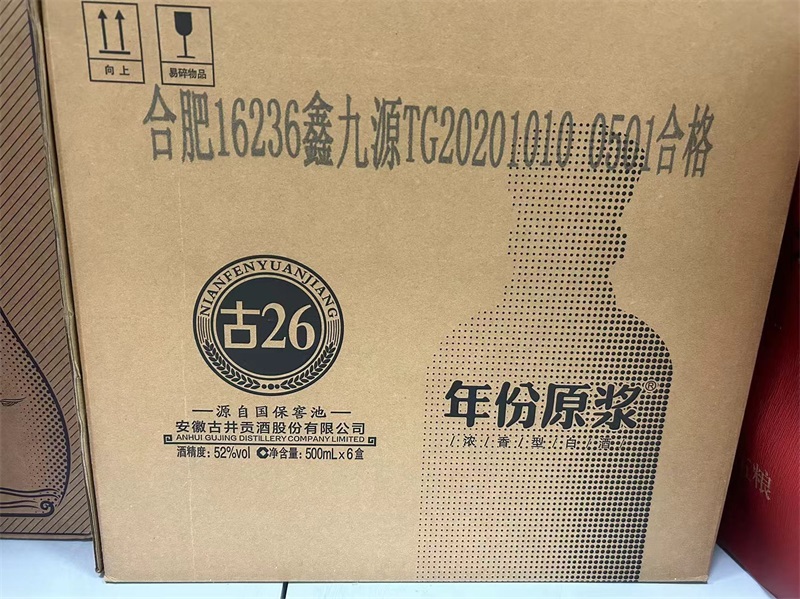 向上
易碎物品
合肥16236鑫九源TG20201010 0501合格
NIANFENYUANJIANG
古26
源自国保窖池
安徽古井贡酒股份有限公司
ANHUI GUJING DISTILLERY COMPANY LIMITED
酒精度：52%vol 净含量：500mL×6盒
年份原浆®
浓/香/型/白/酒
粮